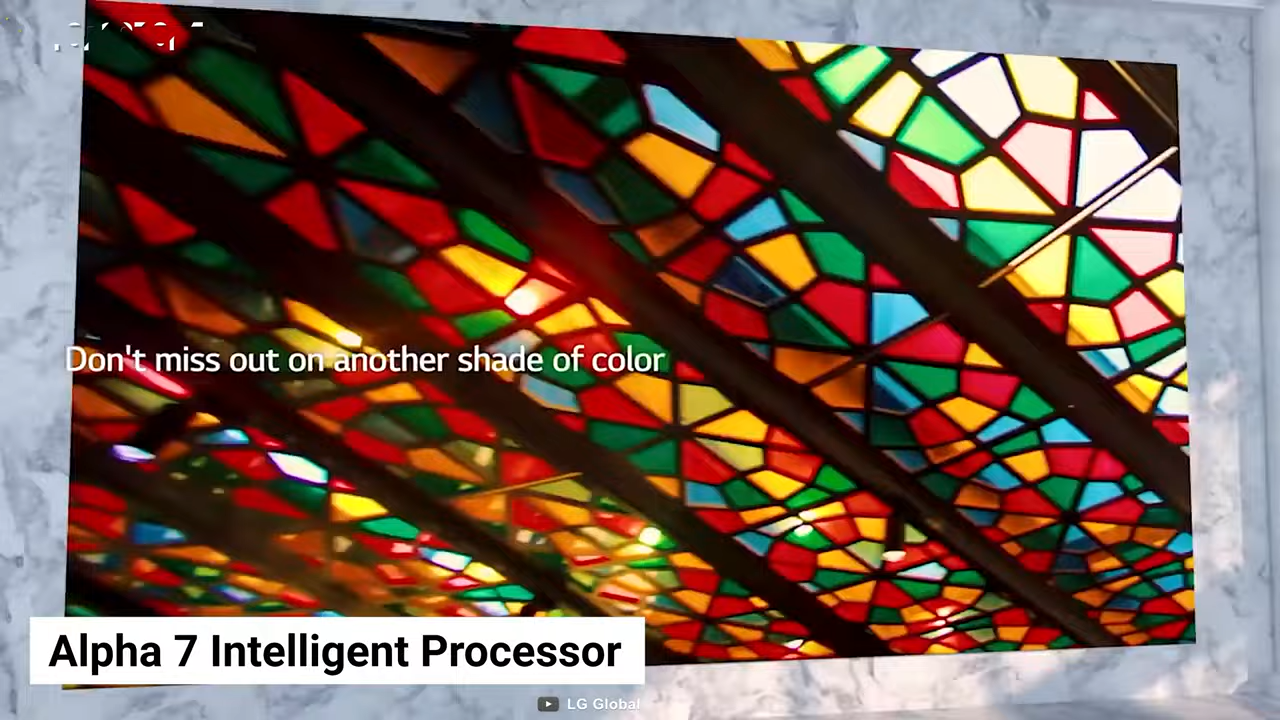 Don't miss out on another shade of color
Alpha 7 Intelligent Processor
LG Global